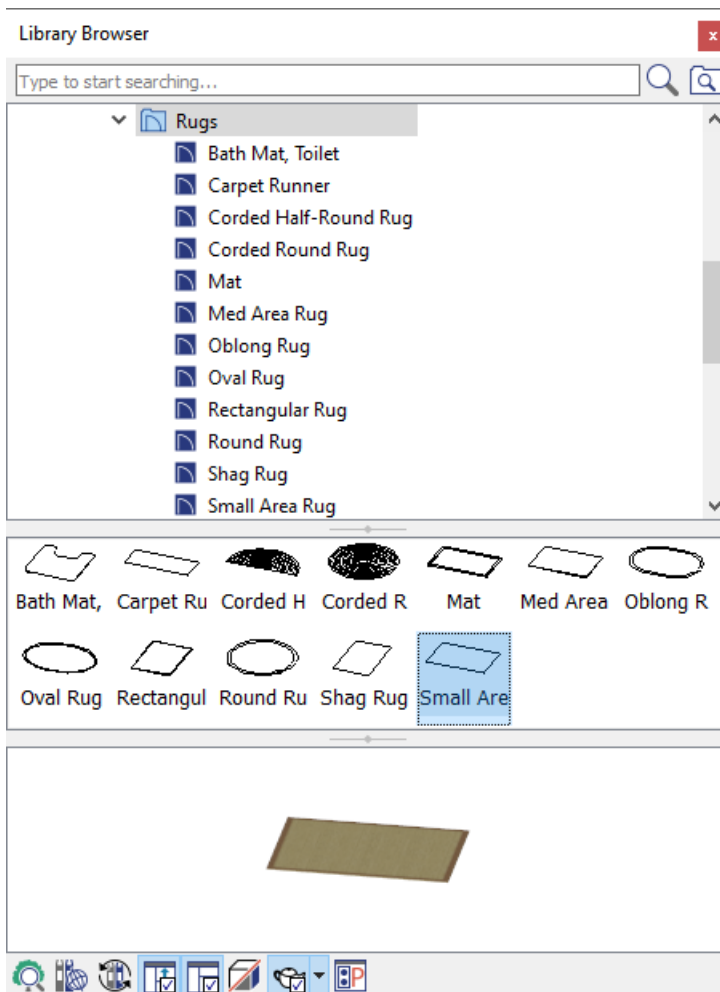 Library Browser
x
Type to start searching...
Rugs
Bath Mat, Toilet
Carpet Runner
Corded Half-Round Rug
Corded Round Rug
Mat
Med Area Rug
Oblong Rug
Oval Rug
Rectangular Rug
Round Rug
Shag Rug
Small Area Rug
Bath Mat, Carpet Ru Corded H Corded R Mat Med Area Oblong R
Oval Rug Rectangul Round Ru Shag Rug Small Are
P